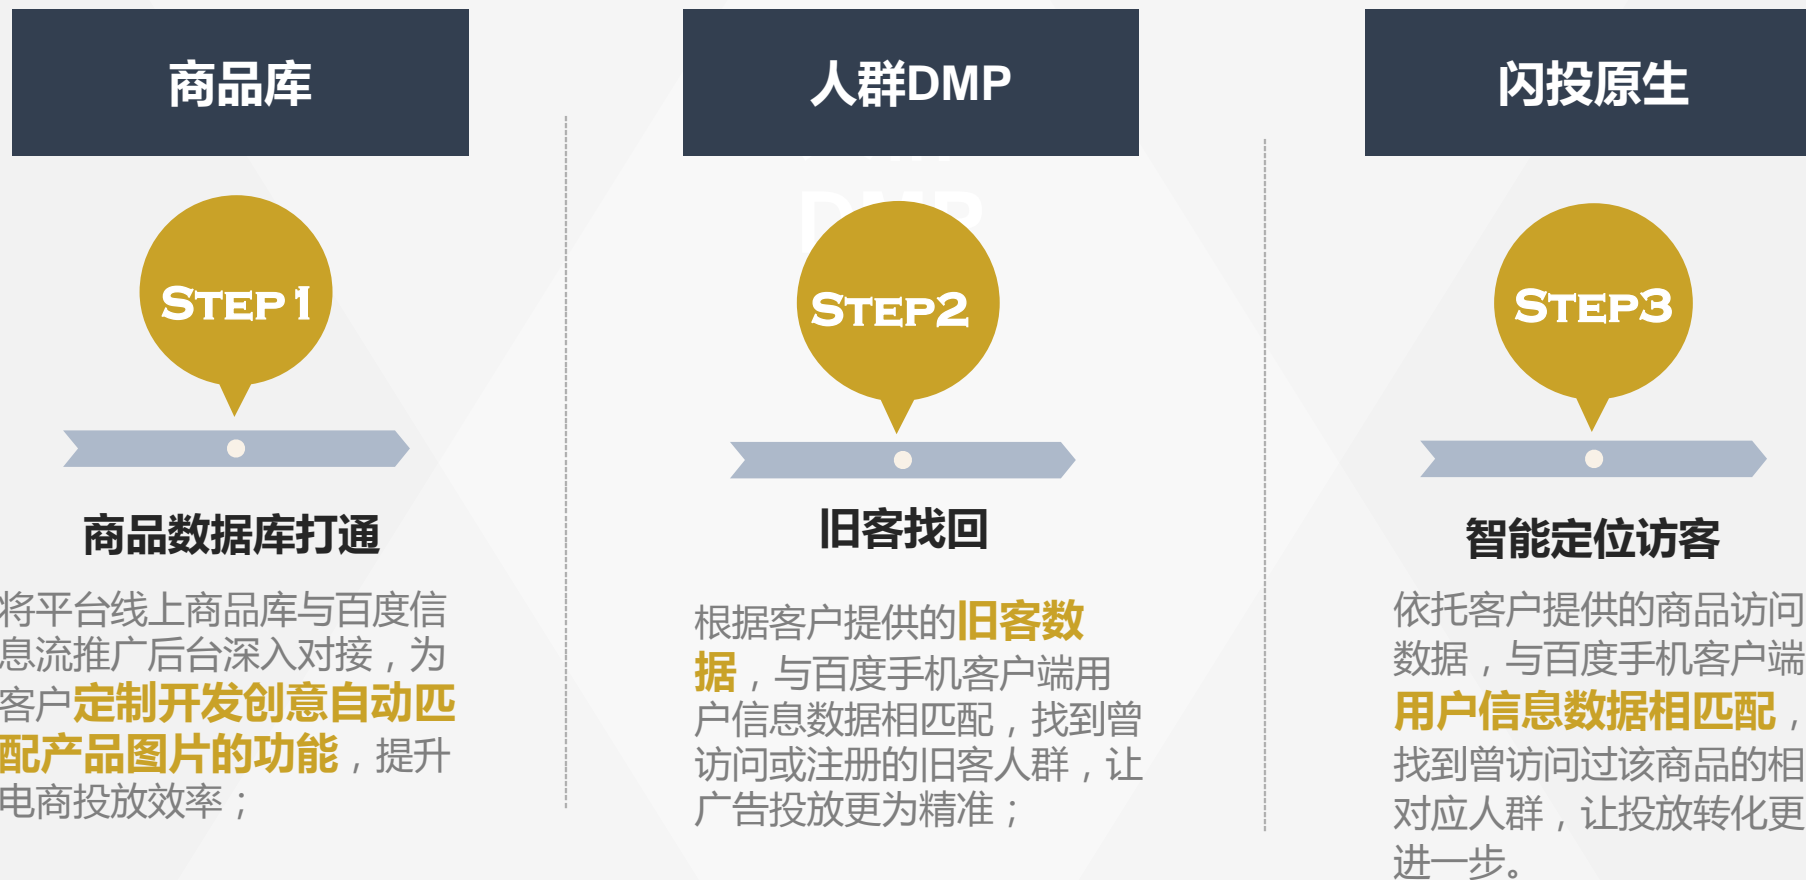 商品库
STEP1
商品数据库打通
将平台线上商品库与百度信
息流推广后台深入对接，为
客户定制开发创意自动匹
配产品图片的功能，提升
电商投放效率；
人群DMP
DMP
STEP2
旧客找回
根据客户提供的旧客数
据，与百度手机客户端用
户信息数据相匹配，找到曾
访问或注册的旧客人群，让
广告投放更为精准；
闪投原生
STEP3
智能定位访客
依托客户提供的商品访问
数据，与百度手机客户端
用户信息数据相匹配，
找到曾访问过该商品的相
对应人群，让投放转化更
进一步。